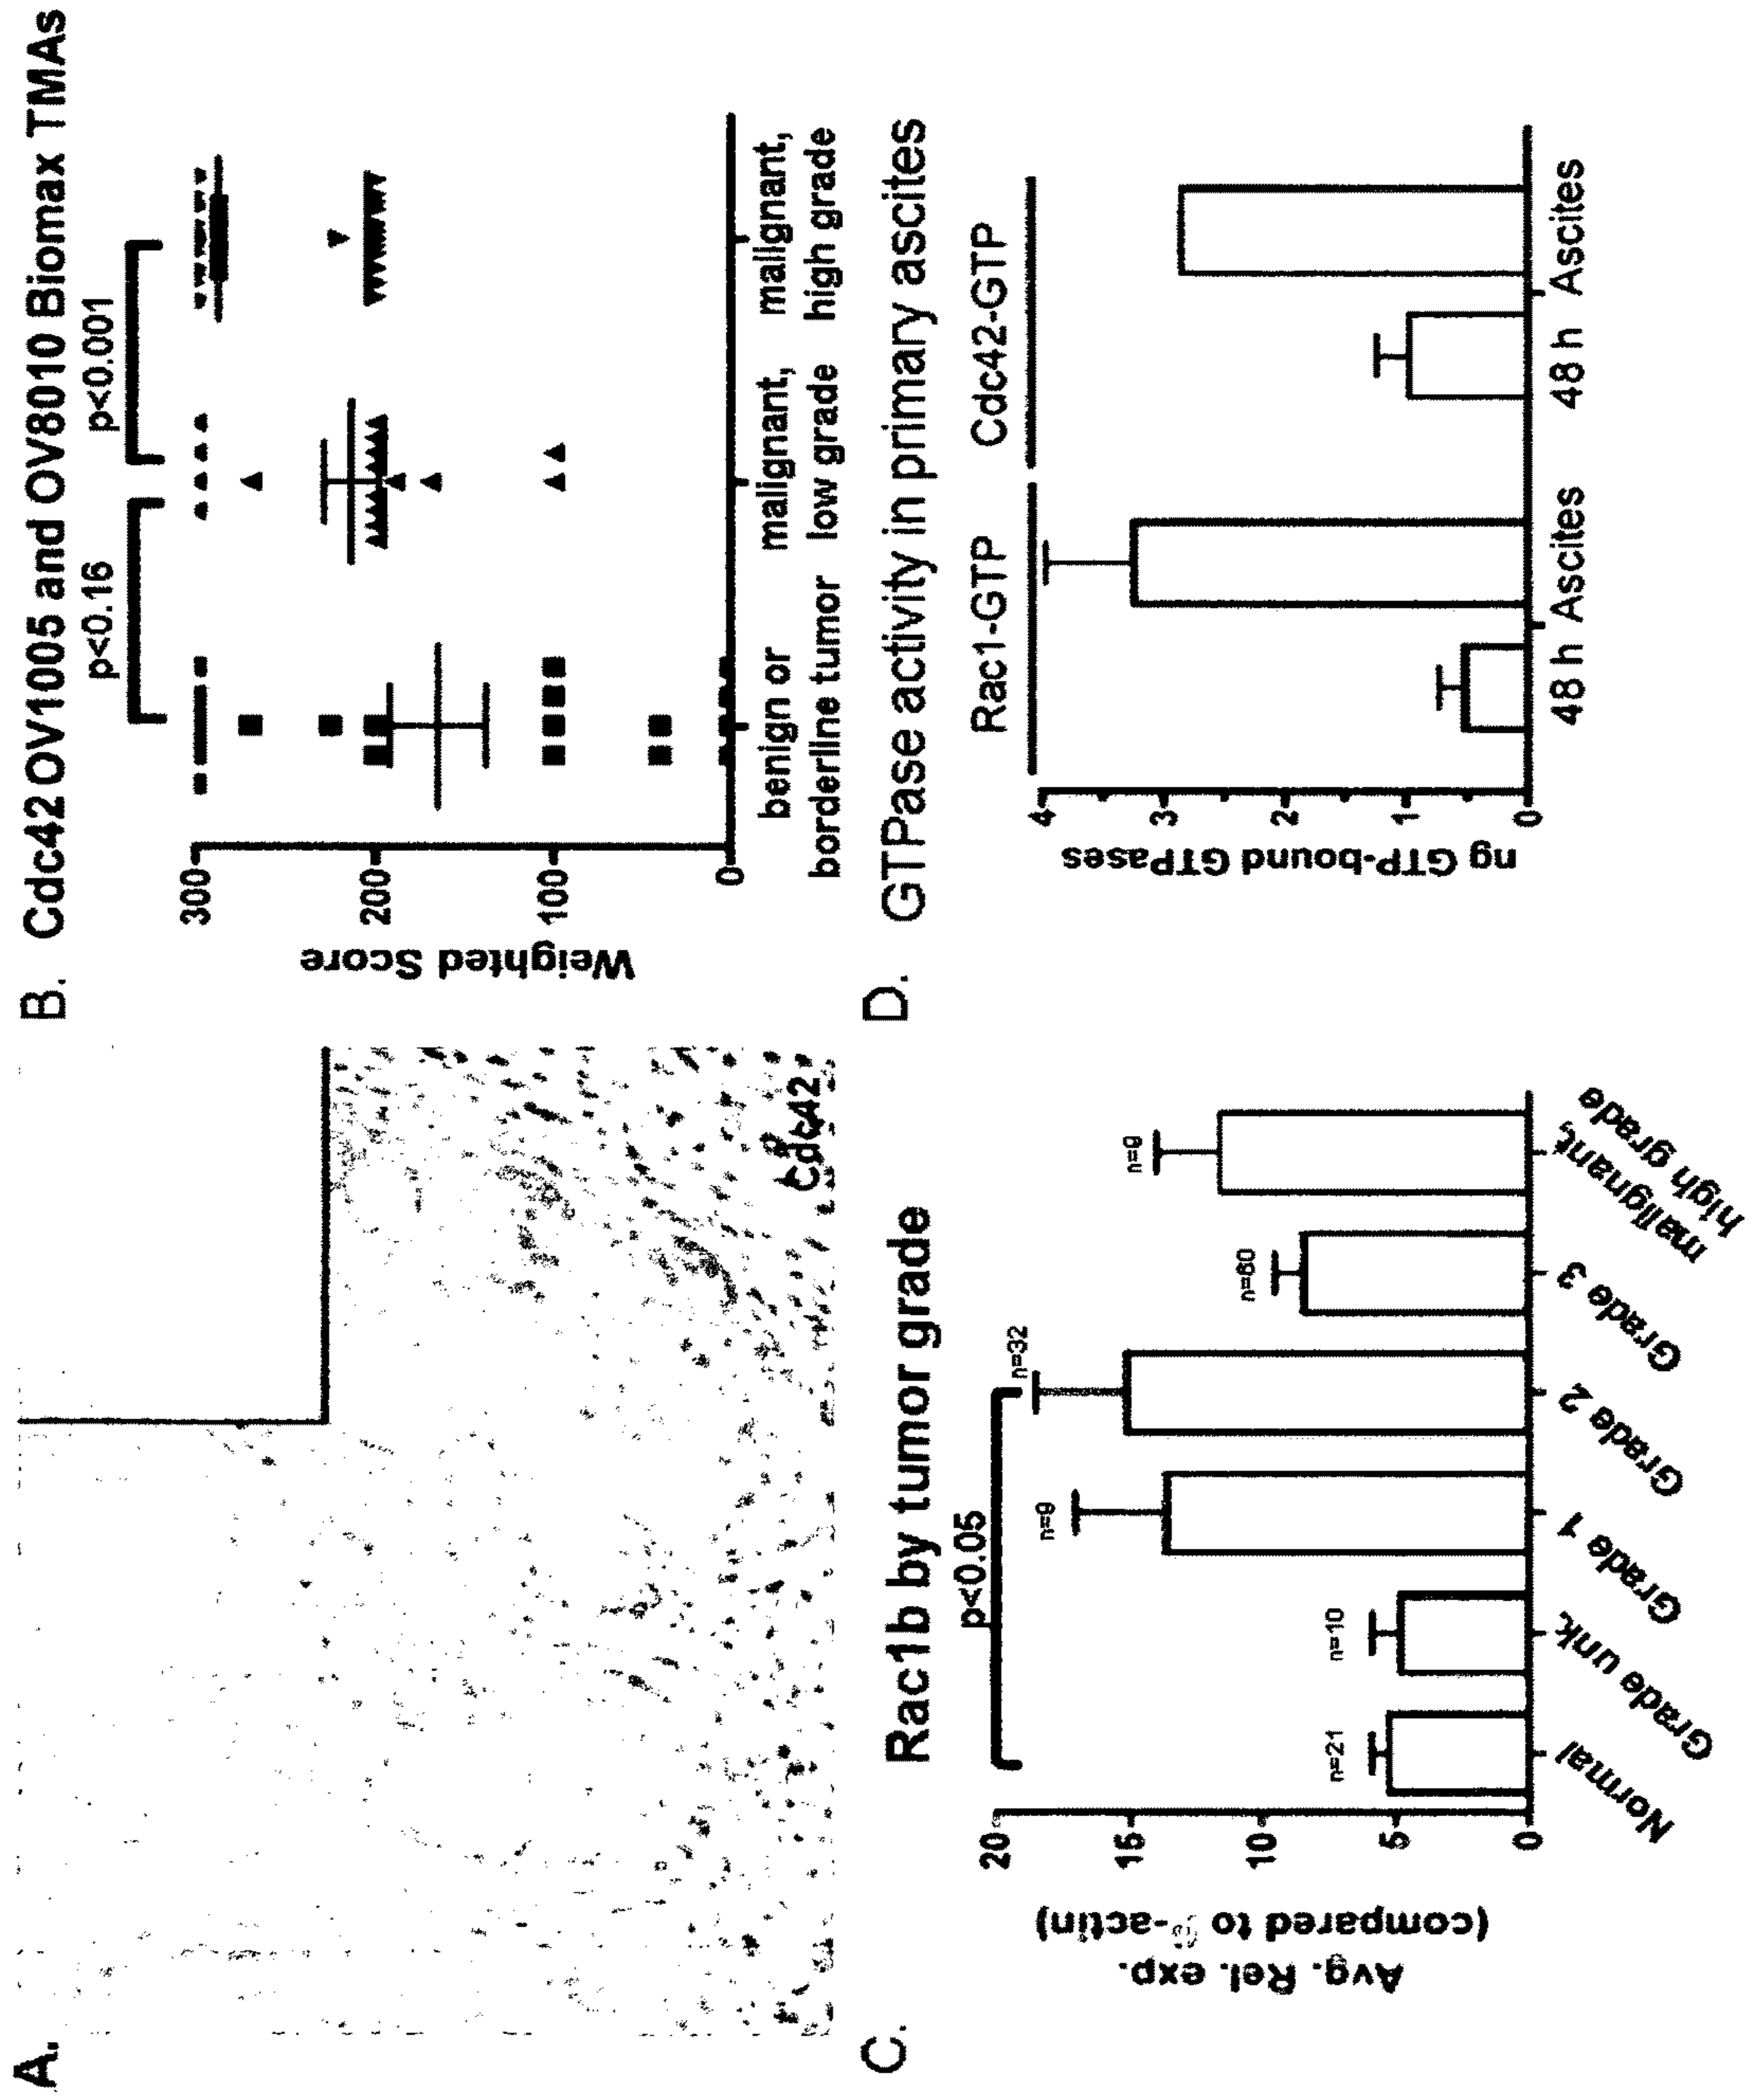 A.
Cdc42
B. Cdc42 OV1005 and OV8010 Biomax TMAs
p<0.16
p<0.001
Weighted Score
300
200
100
0
benign or
borderline tumor
malignant,
low grade
malignant,
high grade
C.
Rac1b by tumor grade
p<0.05
Avg. Rel. exp.
(compared to -actin)
20
15
10
5
0
n=21
n=10
n=9
n=32
n=60
n=9
Normal
Grade unk.
Grade 1
Grade 2
Grade 3
malignant,
high grade
D. GTPase activity in primary ascites
Rac1-GTP
Cdc42-GTP
ng GTP-bound GTPases
4
3
2
1
0
48 h
Ascites
48 h
Ascites